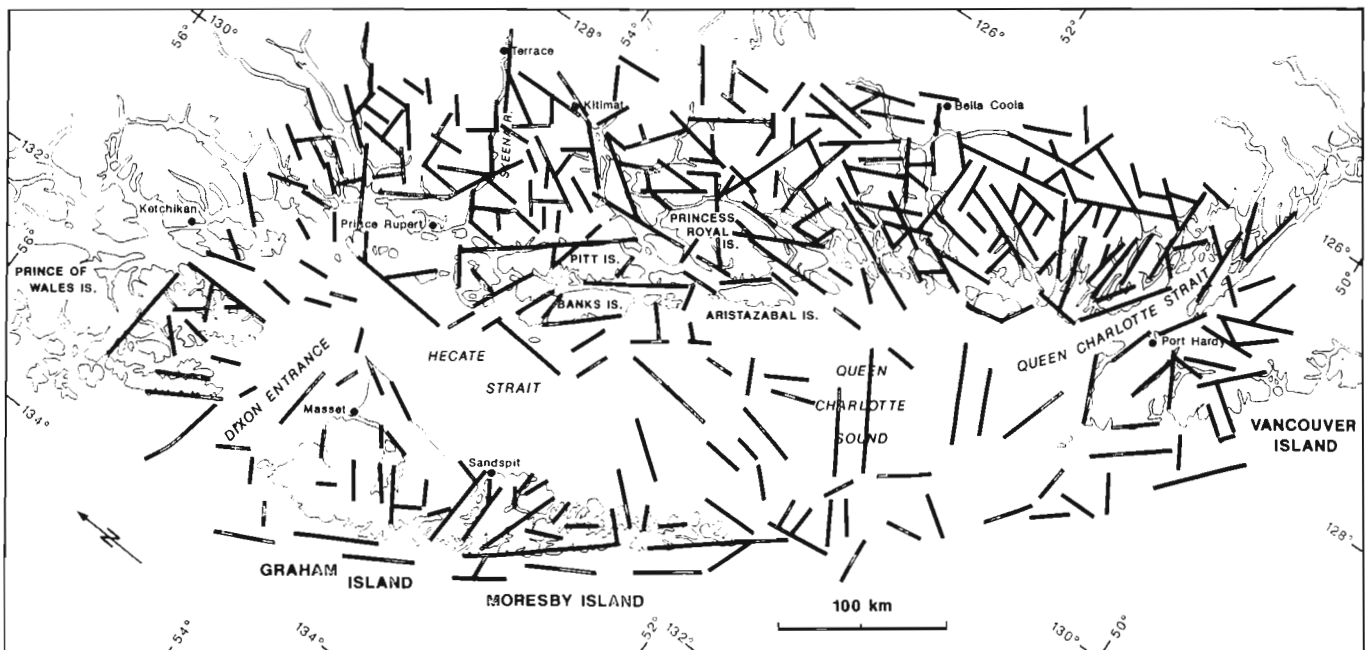 56° 130° 128° 54° 126° 52°
Terrace
Kitimat
Bella Coola
SKEENA R.
132°
Ketchikan
Prince Rupert
PRINCESS
ROYAL
IS.
56°
PRINCE OF
WALES IS.
PITT IS.
BANKS IS.
ARISTAZABAL IS.
126°
50°
QUEEN CHARLOTTE STRAIT
Port Hardy
HECATE
STRAIT
DIXON ENTRANCE
QUEEN
CHARLOTTE
SOUND
134°
Masset
VANCOUVER
ISLAND
Sandspit
N
128°
GRAHAM
ISLAND
MORESBY ISLAND
100 km
54° 134° 52° 132° 130° 50°